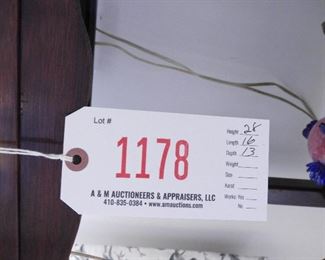 Lot #
1178
A & M AUCTIONEERS & APPRAISERS, LLC
410-835-0384 • www.amauctions.com
Height 28
Length 16
Depth 13
Weight
Size
Karat
Works: Yes
No